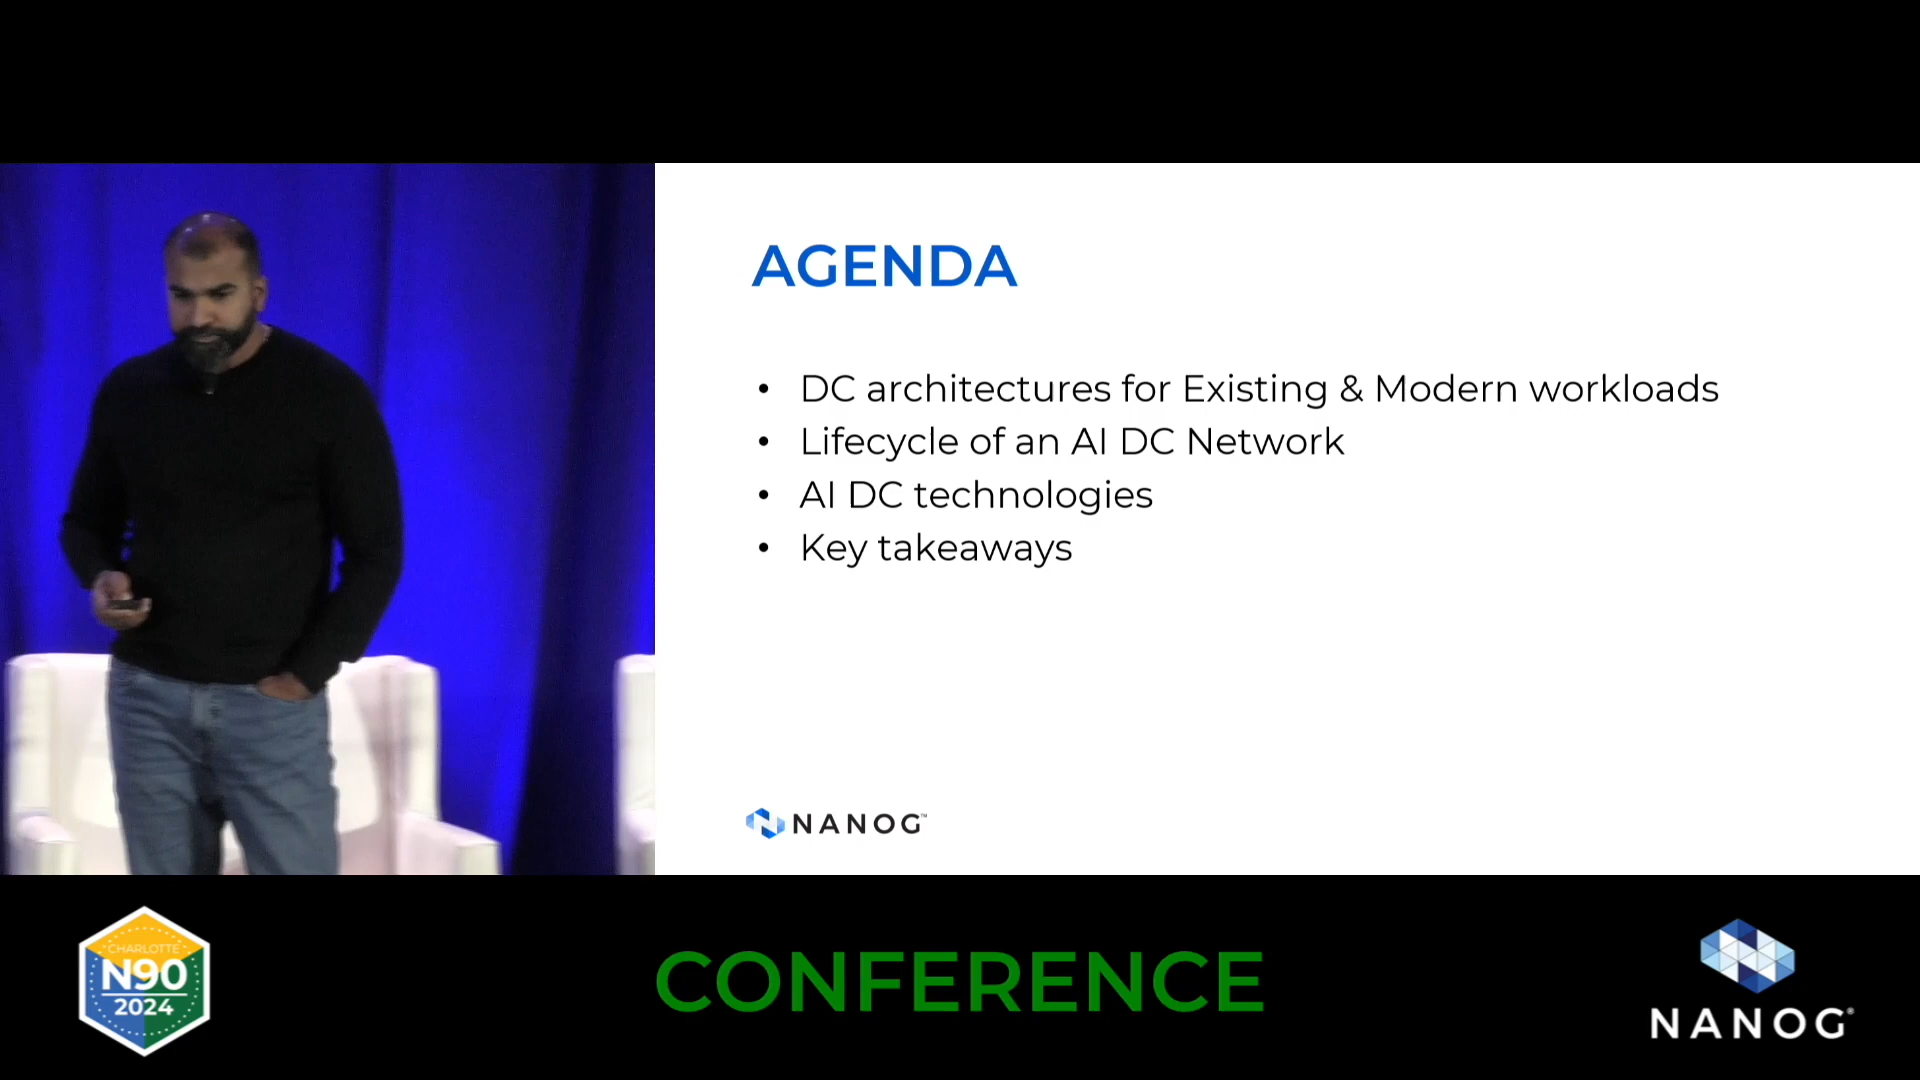 AGENDA
• DC architectures for Existing & Modern workloads
• Lifecycle of an AI DC Network
• AI DC technologies
• Key takeaways
NANOG™
CHARLOTTE
N90
2024
CONFERENCE
NANOG®